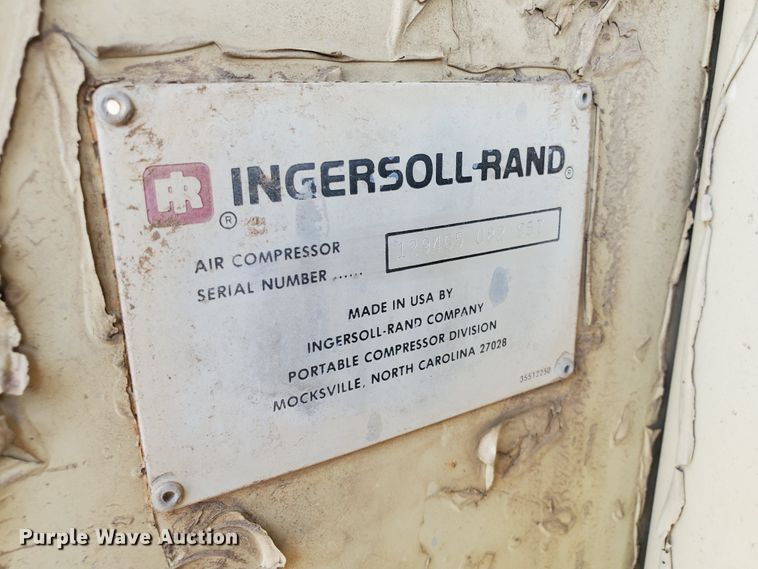 IR ® INGERSOLL-RAND®
AIR COMPRESSOR
SERIAL NUMBER ......
MADE IN USA BY
INGERSOLL-RAND COMPANY
PORTABLE COMPRESSOR DIVISION
MOCKSVILLE, NORTH CAROLINA 27028
35512250
Purple Wave Auction